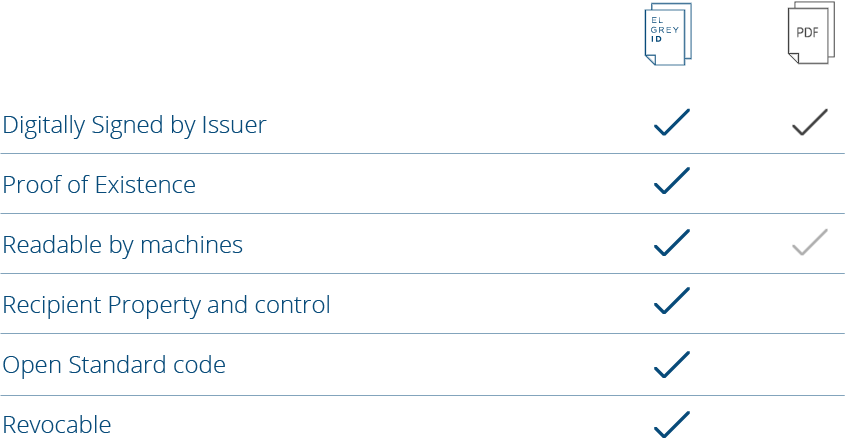 EL
GREY
ID
PDF
Digitally Signed by Issuer
Proof of Existence
Readable by machines
Recipient Property and control
Open Standard code
Revocable